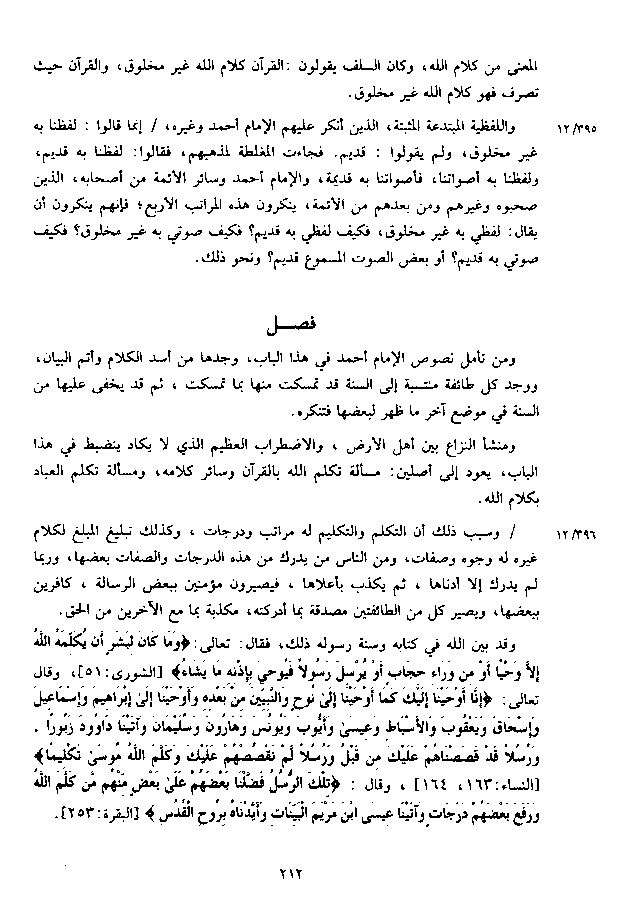 المعنى من كلام الله، وكان السلف يقولون :القرآن كلام الله غير مخلوق، والقرآن حيث
تصرف فهو كلام الله غير مخلوق.
١٢/٣٩٥ واللفظية المبتدعة المثبتة، الذين أنكر عليهم الإمام أحمد وغيره، / إنما قالوا : لفظنا به
غير مخلوق، ولم يقولوا : قديم. فجاءت المغلطة لمذهبهم، فقالوا: لفظنا به قديم،
ولفظنا به أصواتنا، فأصواتنا به قديمة، والإمام أحمد وسائر الأئمة من أصحابه، الذين
صحبوه وغيرهم ومن بعدهم من الأئمة، ينكرون هذه المراتب الأربع؛ فإنهم ينكرون أن
يقال: لفظي به غير مخلوق، فكيف لفظي به قديم؟ فكيف صوتي به غير مخلوق؟ فكيف
صوتي به قديم؟ أو بعض الصوت المسموع قديم؟ ونحو ذلك.
فصــل
ومن تأمل نصوص الإمام أحمد في هذا الباب، وجدها من أسد الكلام وأتم البيان،
ووجد كل طائفة منتسبة إلى السنة قد تمسكت منها بما تمسكت ، ثم قد يخفى عليها من
السنة في موضع آخر ما ظهر لبعضها فتنكره.
ومنشأ النزاع بين أهل الأرض ، والاضطراب العظيم الذي لا يكاد ينضبط في هذا
الباب، يعود إلى أصلين: مسألة تكلم الله بالقرآن وسائر كلامه، ومسألة تكلم العباد
بكلام الله.
١٢/٣٩٦ / وسبب ذلك أن التكلم والتكليم له مراتب ودرجات ، وكذلك تبليغ المبلغ لكلام
غيره له وجوه وصفات، ومن الناس من يدرك من هذه الدرجات والصفات بعضها، وربما
لم يدرك إلا أدناها ، ثم يكذب بأعلاها ، فيصيرون مؤمنين ببعض الرسالة ، كافرين
ببعضها، ويصير كل من الطائفتين مصدقة بما أدركته، مكذبة بما مع الآخرين من الحق.
وقد بين الله في كتابه وسنة رسوله ذلك، فقال: تعالى:﴿وَمَا كَانَ لِبَشَرٍ أَن يُكَلِّمَهُ اللَّهُ
إِلاَّ وَحْيًا أَوْ مِن وَرَاءِ حِجَابٍ أَوْ يُرْسِلَ رَسُولاً فَيُوحِيَ بِإِذْنِهِ مَا يَشَاءُ﴾ [الشورى:٥١]، وقال
تعالى: ﴿إِنَّا أَوْحَيْنَا إِلَيْكَ كَمَا أَوْحَيْنَا إِلَىٰ نُوحٍ وَالنَّبِيِّينَ مِنْ بَعْدِهِ وَأَوْحَيْنَا إِلَىٰ إِبْرَاهِيمَ وَإِسْمَاعِيلَ
وَإِسْحَاقَ وَيَعْقُوبَ وَالأَسْبَاطِ وَعِيسَىٰ وَأَيُّوبَ وَيُونُسَ وَهَارُونَ وَسُلَيْمَانَ وَآتَيْنَا دَاوُودَ زَبُورًا .
وَرُسُلاً قَدْ قَصَصْنَاهُمْ عَلَيْكَ مِن قَبْلُ وَرُسُلاً لَّمْ نَقْصُصْهُمْ عَلَيْكَ وَكَلَّمَ اللَّهُ مُوسَىٰ تَكْلِيمًا﴾
[النساء:١٦٣، ١٦٤] ، وقال : ﴿تِلْكَ الرُّسُلُ فَضَّلْنَا بَعْضَهُمْ عَلَىٰ بَعْضٍ مِّنْهُم مَّن كَلَّمَ اللَّهُ
وَرَفَعَ بَعْضَهُمْ دَرَجَاتٍ وَآتَيْنَا عِيسَى ابْنَ مَرْيَمَ الْبَيِّنَاتِ وَأَيَّدْنَاهُ بِرُوحِ الْقُدُسِ ﴾ [البقرة:٢٥٣].
٢١٢